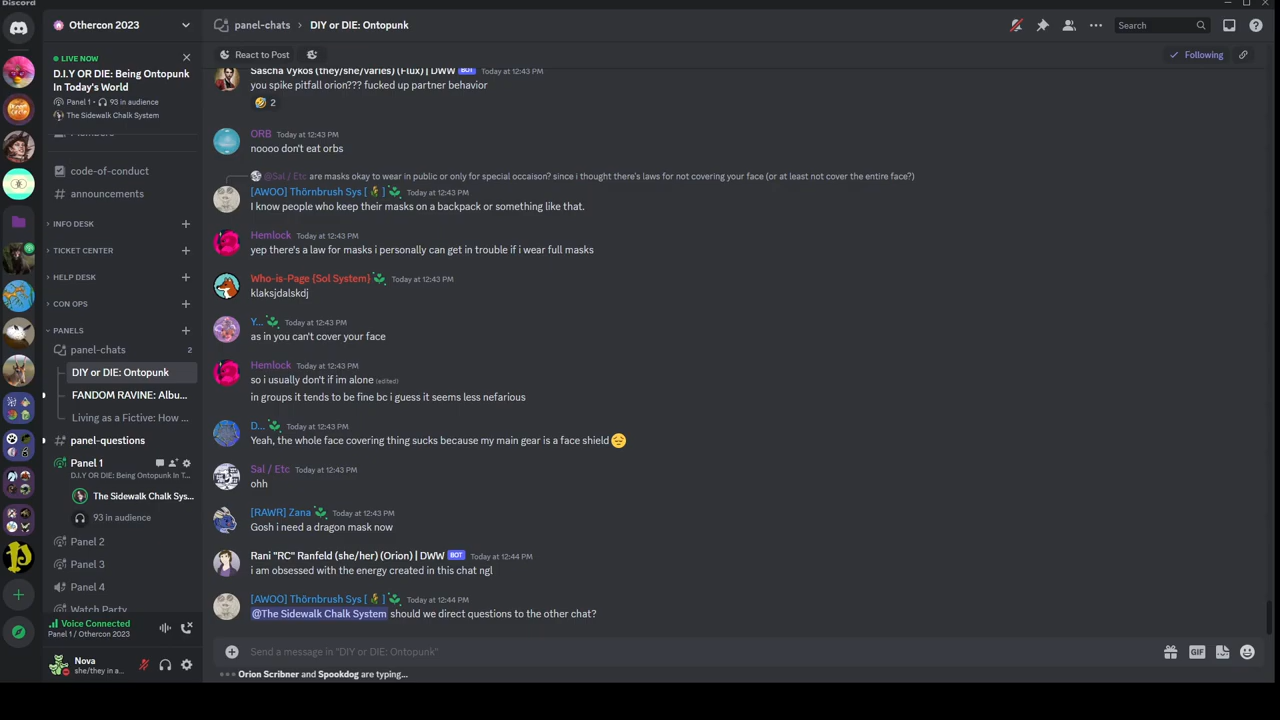 Discord
Othercon 2023
panel-chats › DIY or DIE: Ontopunk
Search
LIVE NOW
D.I.Y OR DIE: Being Ontopunk
In Today's World
Panel 1 • 93 in audience
The Sidewalk Chalk System
Members
code-of-conduct
announcements
INFO DESK
TICKET CENTER
HELP DESK
CON OPS
PANELS
panel-chats 2
DIY or DIE: Ontopunk
FANDOM RAVINE: Albu...
Living as a Fictive: How ...
panel-questions
Panel 1
D.I.Y OR DIE: Being Ontopunk In T...
The Sidewalk Chalk Sys...
93 in audience
Panel 2
Panel 3
Panel 4
Watch Party
Voice Connected
Panel 1 / Othercon 2023
Nova
she/they in a...
React to Post
Following
Sascha Vykos (they/she/varies) (Flux) | DWW BOT Today at 12:43 PM
you spike pitfall orion??? fucked up partner behavior
🤣 2
ORB Today at 12:43 PM
noooo don't eat orbs
@Sal / Etc are masks okay to wear in public or only for special occaison? since i thought there's laws for not covering your face (or at least not cover the entire face?)
[AWOO] Thörnbrush Sys [ ] Today at 12:43 PM
I know people who keep their masks on a backpack or something like that.
Hemlock Today at 12:43 PM
yep there's a law for masks i personally can get in trouble if i wear full masks
Who-is-Page {Sol System} Today at 12:43 PM
klaksjdalskdj
Y... Today at 12:43 PM
as in you can't cover your face
Hemlock Today at 12:43 PM
so i usually don't if im alone (edited)
in groups it tends to be fine bc i guess it seems less nefarious
D... Today at 12:43 PM
Yeah, the whole face covering thing sucks because my main gear is a face shield 😔
Sal / Etc Today at 12:43 PM
ohh
[RAWR] Zana Today at 12:43 PM
Gosh i need a dragon mask now
Rani "RC" Ranfeld (she/her) (Orion) | DWW BOT Today at 12:44 PM
i am obsessed with the energy created in this chat ngl
[AWOO] Thörnbrush Sys [ ] Today at 12:44 PM
@The Sidewalk Chalk System should we direct questions to the other chat?
Send a message in "DIY or DIE: Ontopunk"
GIF
Orion Scribner and Spookdog are typing...